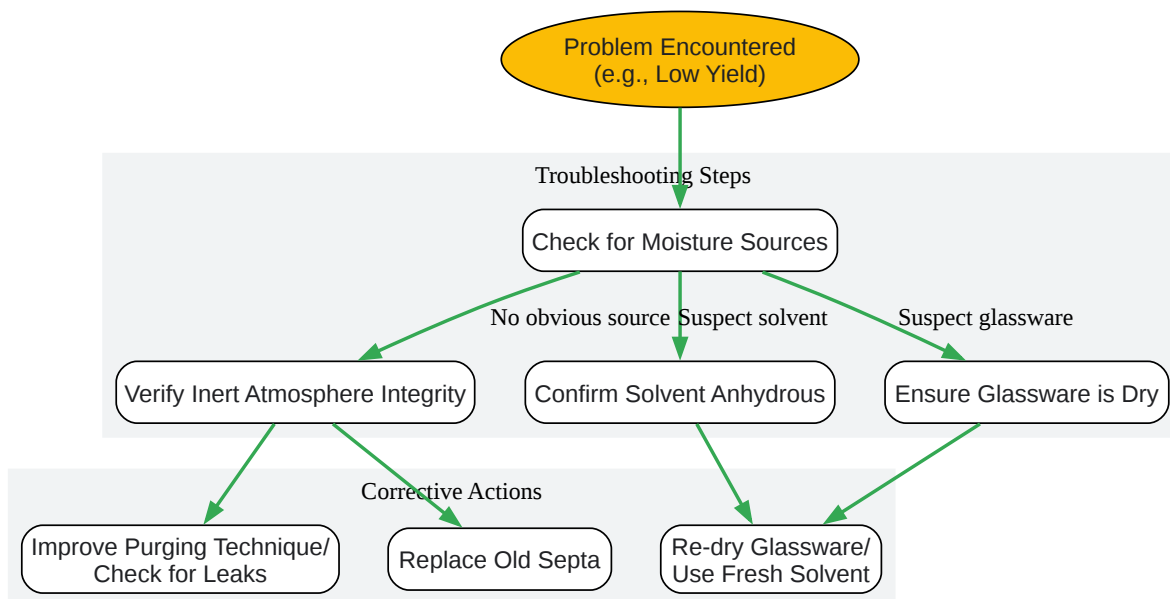 Problem Encountered
(e.g., Low Yield)
Troubleshooting Steps
Check for Moisture Sources
No obvious source
Suspect solvent
Suspect glassware
Verify Inert Atmosphere Integrity
Confirm Solvent Anhydrous
Ensure Glassware is Dry
Corrective Actions
Improve Purging Technique/
Check for Leaks
Replace Old Septa
Re-dry Glassware/
Use Fresh Solvent